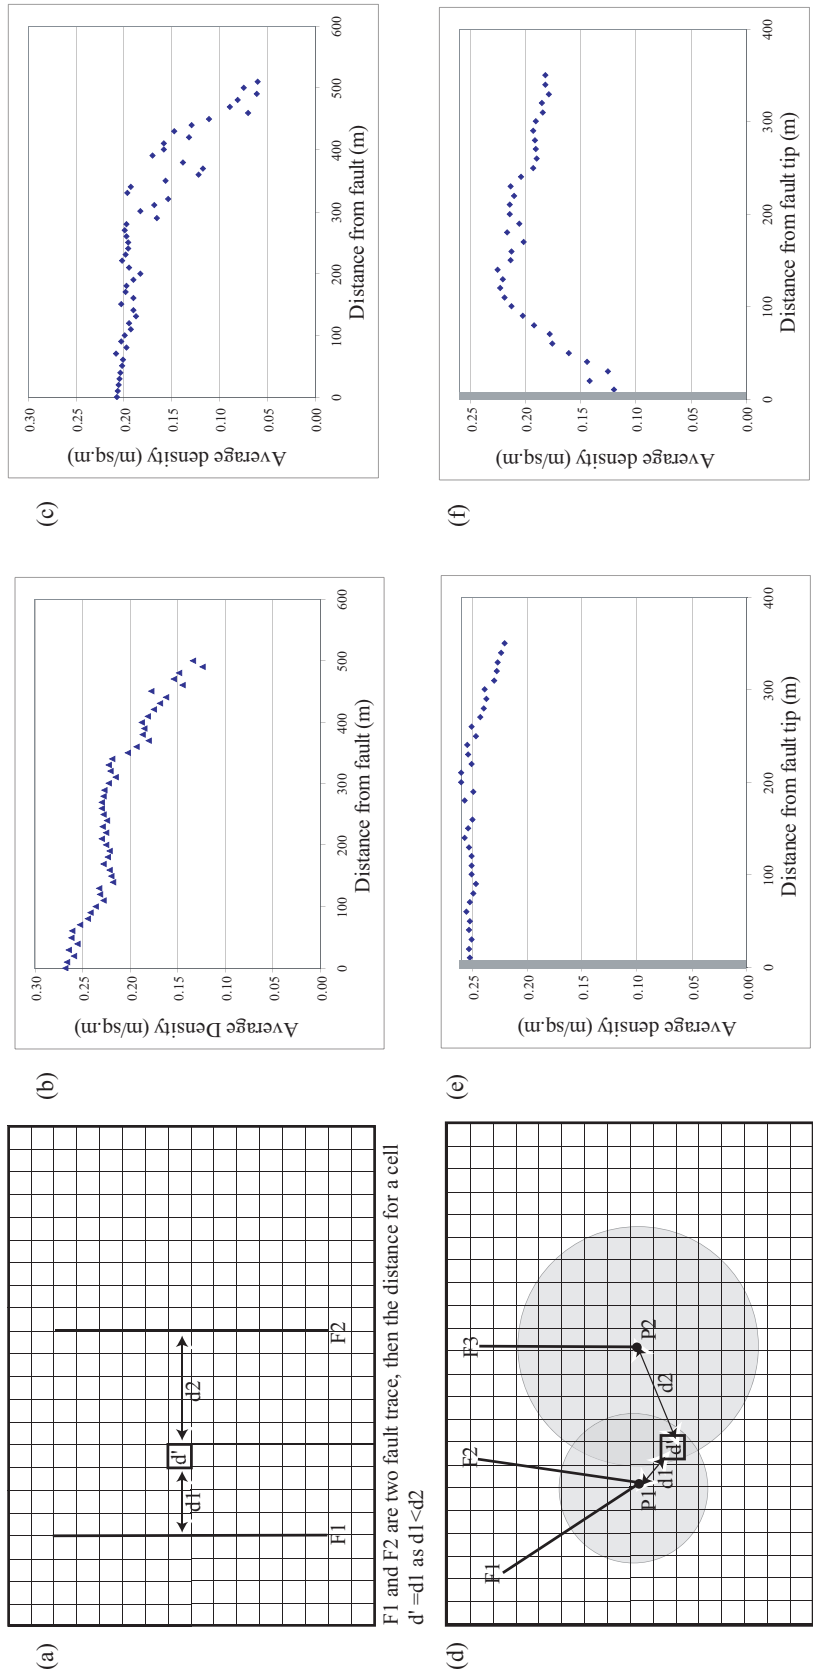 (a)
F1
F2
d1
d2
d'
F1 and F2 are two fault trace, then the distance for a cell
d' =d1 as d1<d2
(b)
Average Density (m/sq.m)
0.30
0.25
0.20
0.15
0.10
0.05
0.00
0
100
200
300
400
500
600
Distance from fault (m)
(c)
Average density (m/sq.m)
0.30
0.25
0.20
0.15
0.10
0.05
0.00
0
100
200
300
400
500
600
Distance from fault (m)
(d)
F1
F2
F3
P1
P2
d1
d2
d'
(e)
Average density (m/sq.m)
0.25
0.20
0.15
0.10
0.05
0.00
0
100
200
300
400
Distance from fault tip (m)
(f)
Average density (m/sq.m)
0.25
0.20
0.15
0.10
0.05
0.00
0
100
200
300
400
Distance from fault tip (m)